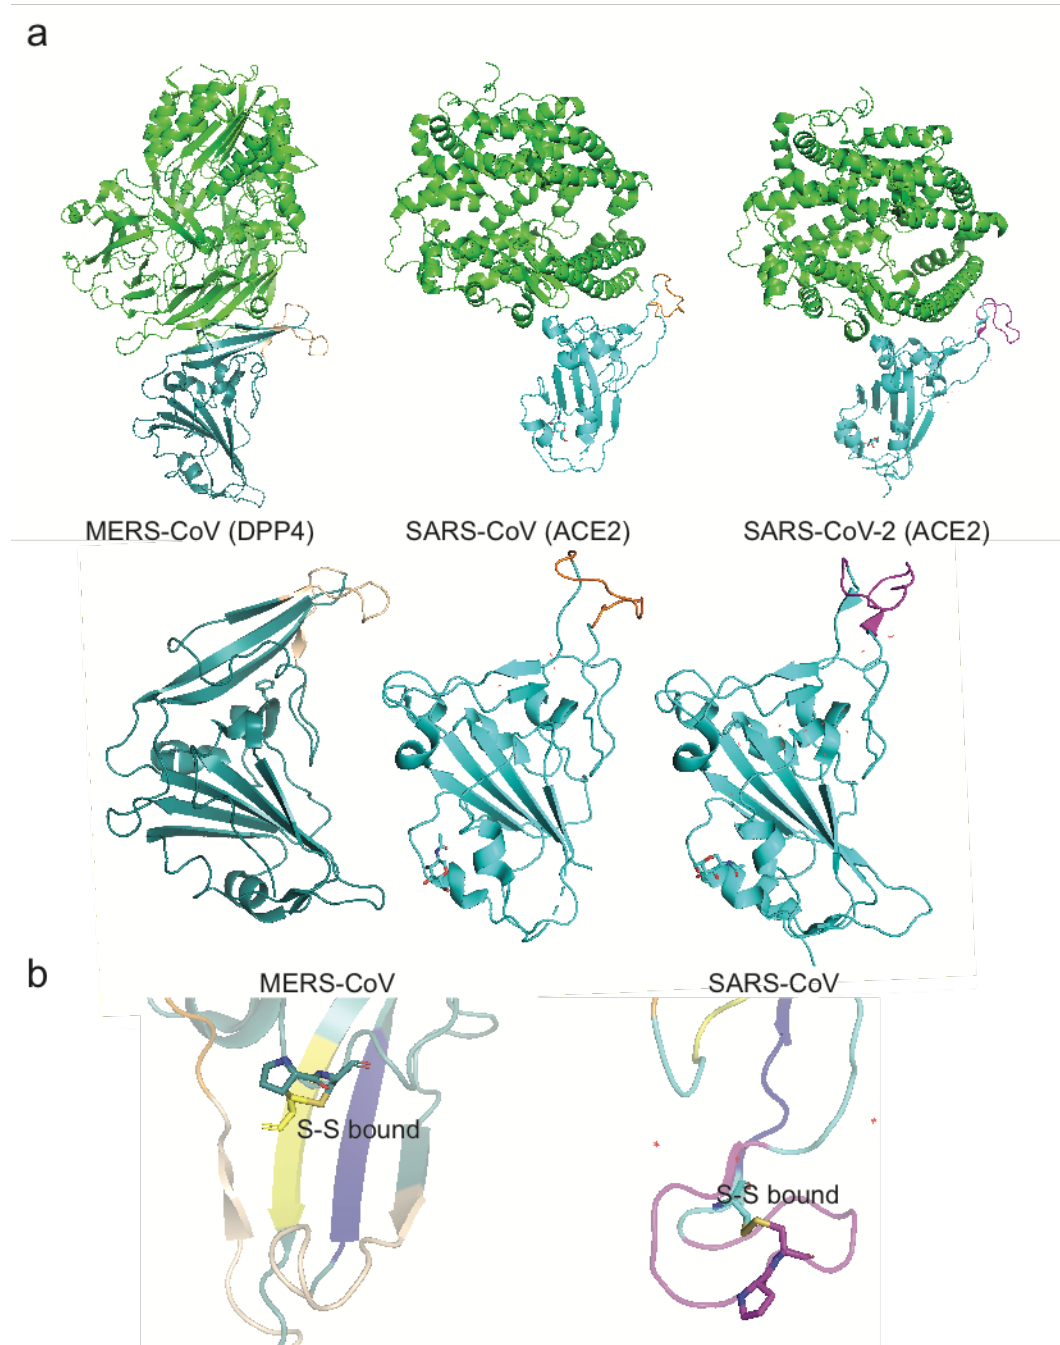 a
MERS-CoV (DPP4)
SARS-CoV (ACE2)
SARS-CoV-2 (ACE2)
b
MERS-CoV
SARS-CoV
S-S bound
S-S bound